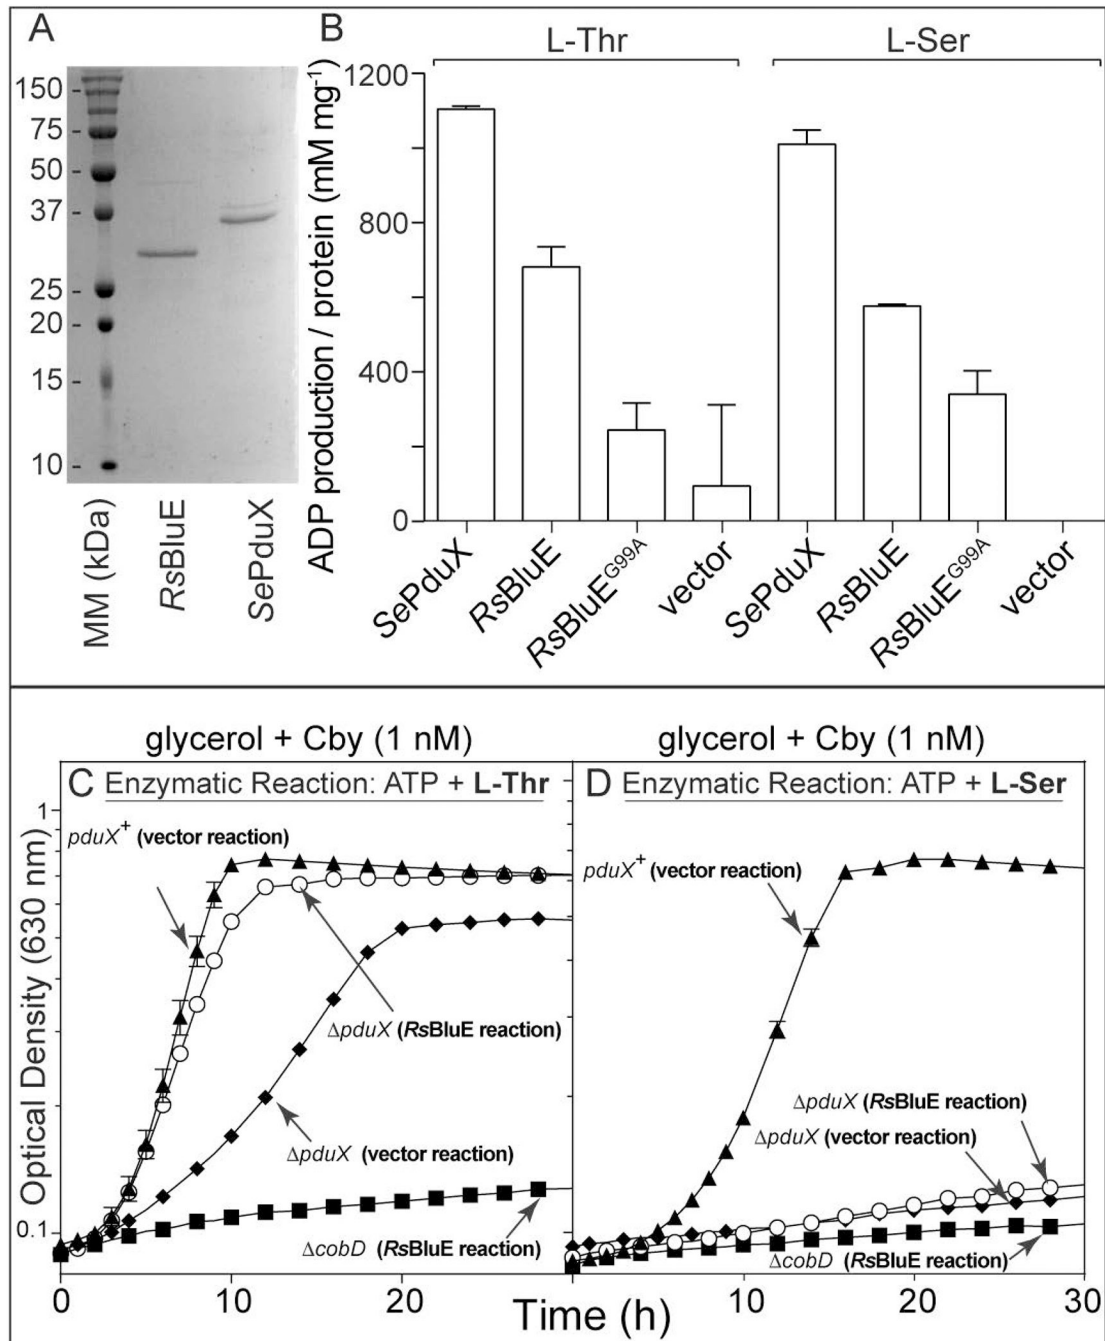 A
150 -
75 -
50 -
37 -
25 -
20 -
15 -
10 -
MM (kDa)
RsBluE
SePduX
B
L-Thr
L-Ser
ADP production / protein (mM mg⁻¹)
1200
800
400
0
SePduX
RsBluE
RsBluE^G99A
vector
SePduX
RsBluE
RsBluE^G99A
vector
glycerol + Cby (1 nM)
C Enzymatic Reaction: ATP + L-Thr
Optical Density (630 nm)
1
0.1
pduX⁺ (vector reaction)
ΔpduX (RsBluE reaction)
ΔpduX (vector reaction)
ΔcobD (RsBluE reaction)
0
10
20
glycerol + Cby (1 nM)
D Enzymatic Reaction: ATP + L-Ser
pduX⁺ (vector reaction)
ΔpduX (RsBluE reaction)
ΔpduX (vector reaction)
ΔcobD (RsBluE reaction)
10
20
30
Time (h)